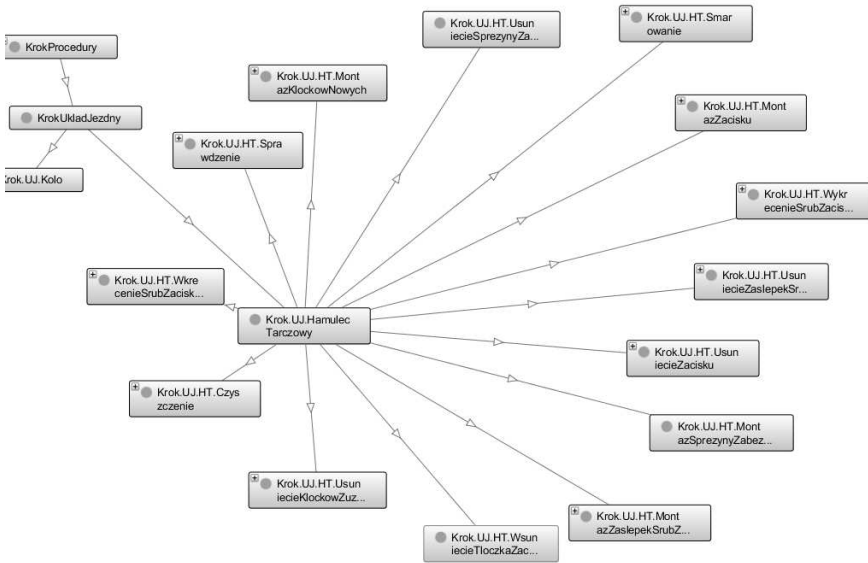 Krok.UJ.HT.Usun
iecieSprezynyZa...
Krok.UJ.HT.Smar
owanie
KrokProcedury
Krok.UJ.HT.Mont
azKlockowNowych
Krok.UJ.HT.Mont
azZacisku
KrokUkladJezdny
Krok.UJ.HT.Spra
wdzenie
Krok.UJ.Kolo
Krok.UJ.HT.Wykr
ecenieSrubZacis...
Krok.UJ.HT.Wkre
cenieSrubZacisk...
Krok.UJ.HT.Usun
iecieZaslepekSr...
Krok.UJ.Hamulec
Tarczowy
Krok.UJ.HT.Usun
iecieZacisku
Krok.UJ.HT.Czys
zczenie
Krok.UJ.HT.Mont
azSprezynyZabez...
Krok.UJ.HT.Usun
iecieKlockowZuz...
Krok.UJ.HT.Mont
azZaslepekSrubZ...
Krok.UJ.HT.Wsun
iecieTloczkaZac...